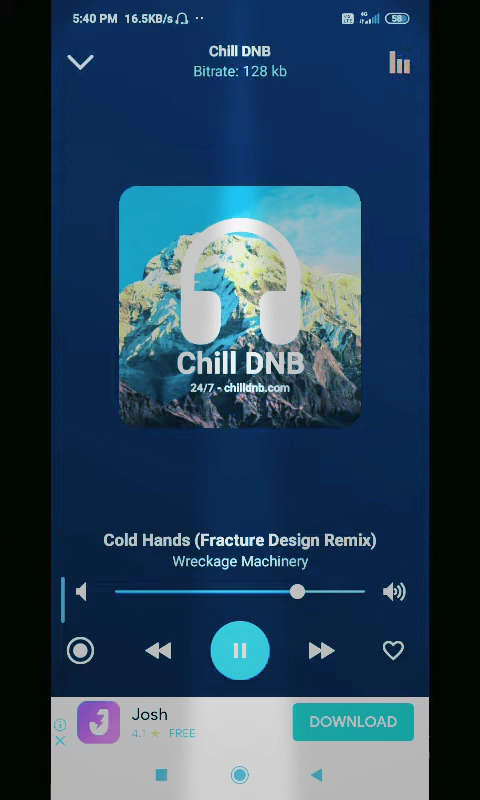 5:40 PM 16.5KB/s
4G
58
Chill DNB
Bitrate: 128 kb
Chill DNB
24/7 - chilldnb.com
Cold Hands (Fracture Design Remix)
Wreckage Machinery
Josh
4.1 ★ FREE
DOWNLOAD